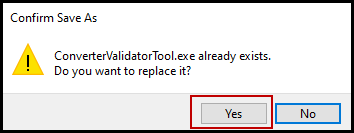 Confirm Save As
ConverterValidatorTool.exe already exists.
Do you want to replace it?
Yes
No